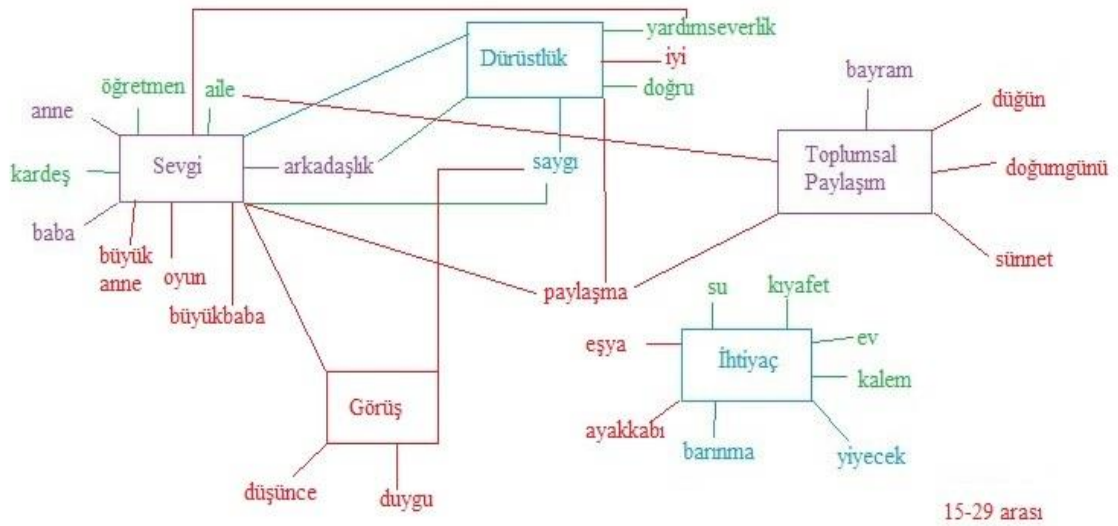 yardımseverlik
Dürüstlük
iyi
doğru
bayram
düğün
öğretmen
aile
anne
Sevgi
arkadaşlık
saygı
Toplumsal
Paylaşım
doğumgünü
kardeş
baba
büyük
anne
oyun
büyükbaba
sünnet
paylaşma
su
kıyafet
eşya
İhtiyaç
ev
kalem
Görüş
ayakkabı
barınma
yiyecek
düşünce
duygu
15-29 arası